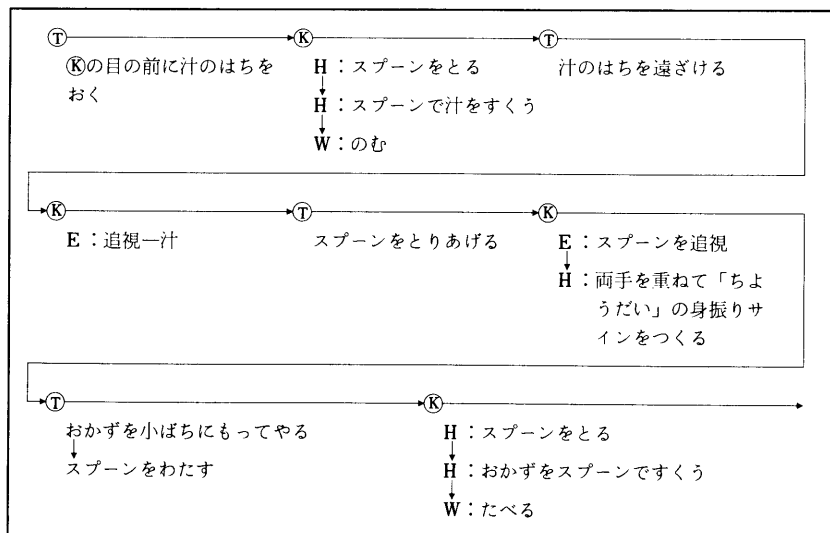 Ⓣ Ⓚ Ⓣ
Ⓚの目の前に汁のはちを
おく
H：スプーンをとる
H：スプーンで汁をすくう
W：のむ
汁のはちを遠ざける
Ⓚ Ⓣ Ⓚ
E：追視—汁
スプーンをとりあげる
E：スプーンを追視
H：両手を重ねて「ちよ
うだい」の身振りサ
インをつくる
Ⓣ Ⓚ
おかずを小ばちにもってやる
スプーンをわたす
H：スプーンをとる
H：おかずをスプーンですくう
W：たべる